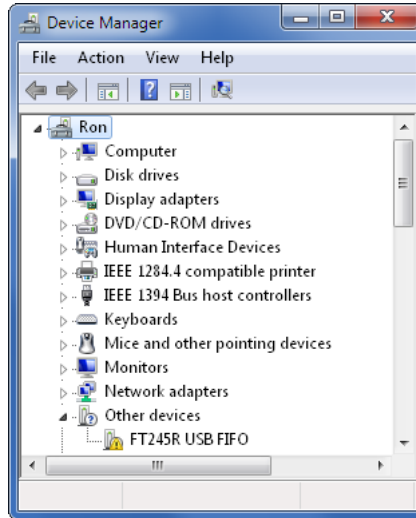 Device Manager
File Action View Help
Ron
Computer
Disk drives
Display adapters
DVD/CD-ROM drives
Human Interface Devices
IEEE 1284.4 compatible printer
IEEE 1394 Bus host controllers
Keyboards
Mice and other pointing devices
Monitors
Network adapters
Other devices
FT245R USB FIFO